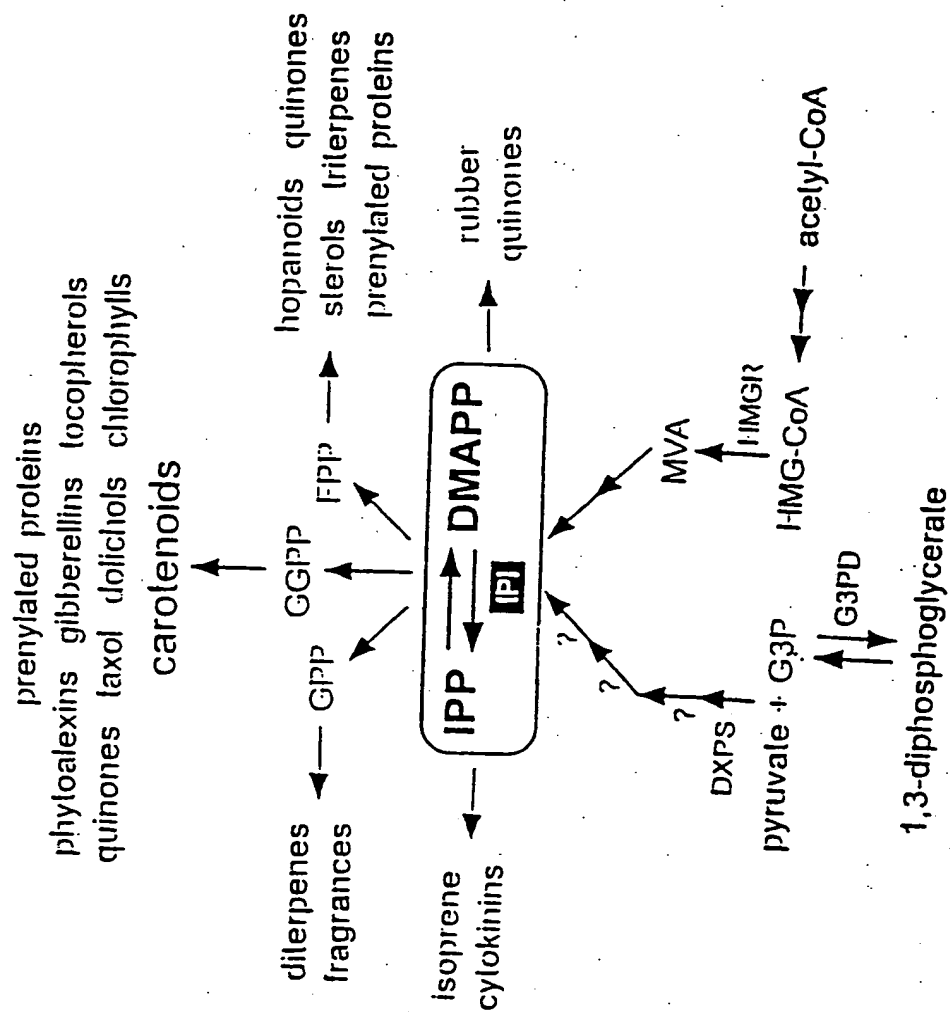 prenylated proteins
phytoalexins gibberellins tocopherols
quinones taxol dolichols chlorophylls
carotenoids
hopanoids quinones
sterols triterpenes
prenylated proteins
GPP
GGPP
FPP
diterpenes
fragrances
IPP
DMAPP
IPI
rubber
quinones
isoprene
cytokinins
?
?
?
DXPS
pyruvate + G3P
G3PD
1,3-diphosphoglycerate
MVA
HMGR
HMG-CoA
acetyl-CoA